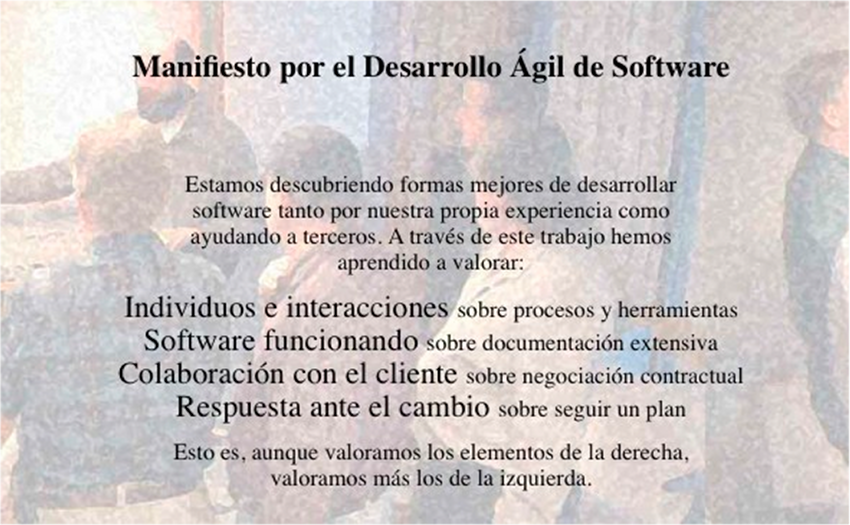 Manifiesto por el Desarrollo Ágil de Software
Estamos descubriendo formas mejores de desarrollar
software tanto por nuestra propia experiencia como
ayudando a terceros. A través de este trabajo hemos
aprendido a valorar:
Individuos e interacciones sobre procesos y herramientas
Software funcionando sobre documentación extensiva
Colaboración con el cliente sobre negociación contractual
Respuesta ante el cambio sobre seguir un plan
Esto es, aunque valoramos los elementos de la derecha,
valoramos más los de la izquierda.